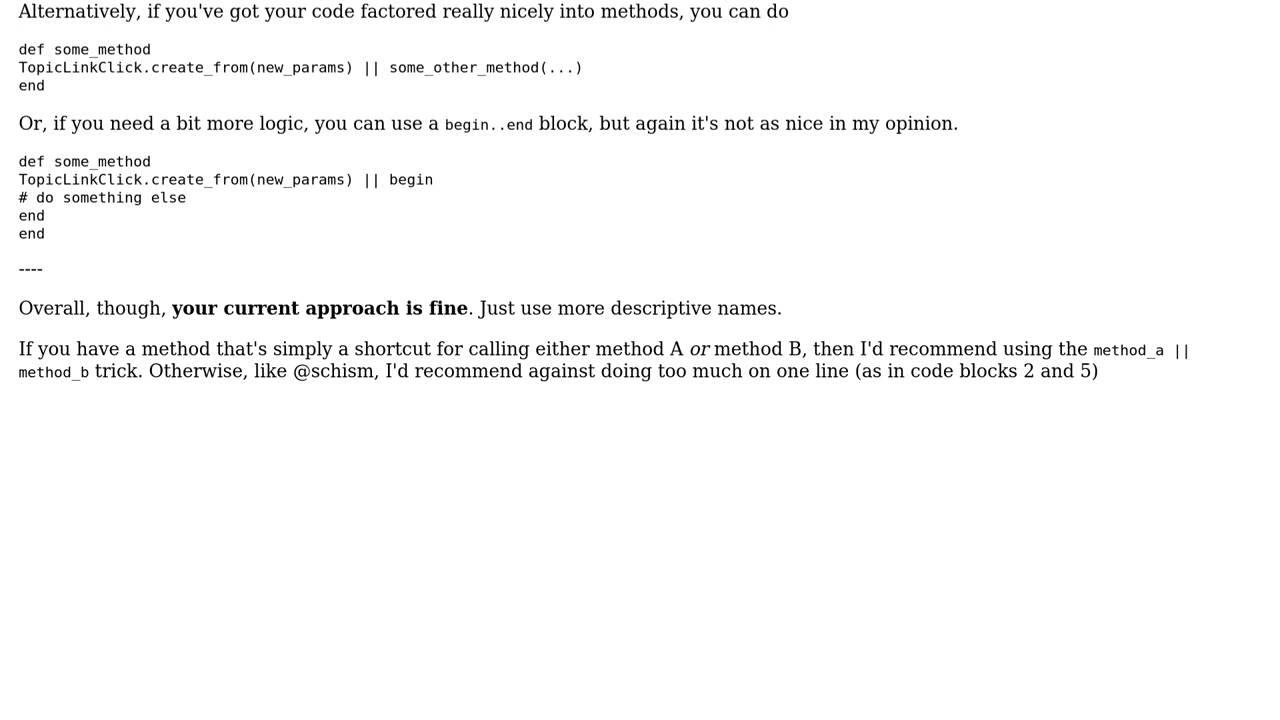 Alternatively, if you've got your code factored really nicely into methods, you can do
def some_method
TopicLinkClick.create_from(new_params) || some_other_method(...)
end
Or, if you need a bit more logic, you can use a begin..end block, but again it's not as nice in my opinion.
def some_method
TopicLinkClick.create_from(new_params) || begin
# do something else
end
end
----
Overall, though, your current approach is fine. Just use more descriptive names.
If you have a method that's simply a shortcut for calling either method A or method B, then I'd recommend using the method_a ||
method_b trick. Otherwise, like @schism, I'd recommend against doing too much on one line (as in code blocks 2 and 5)